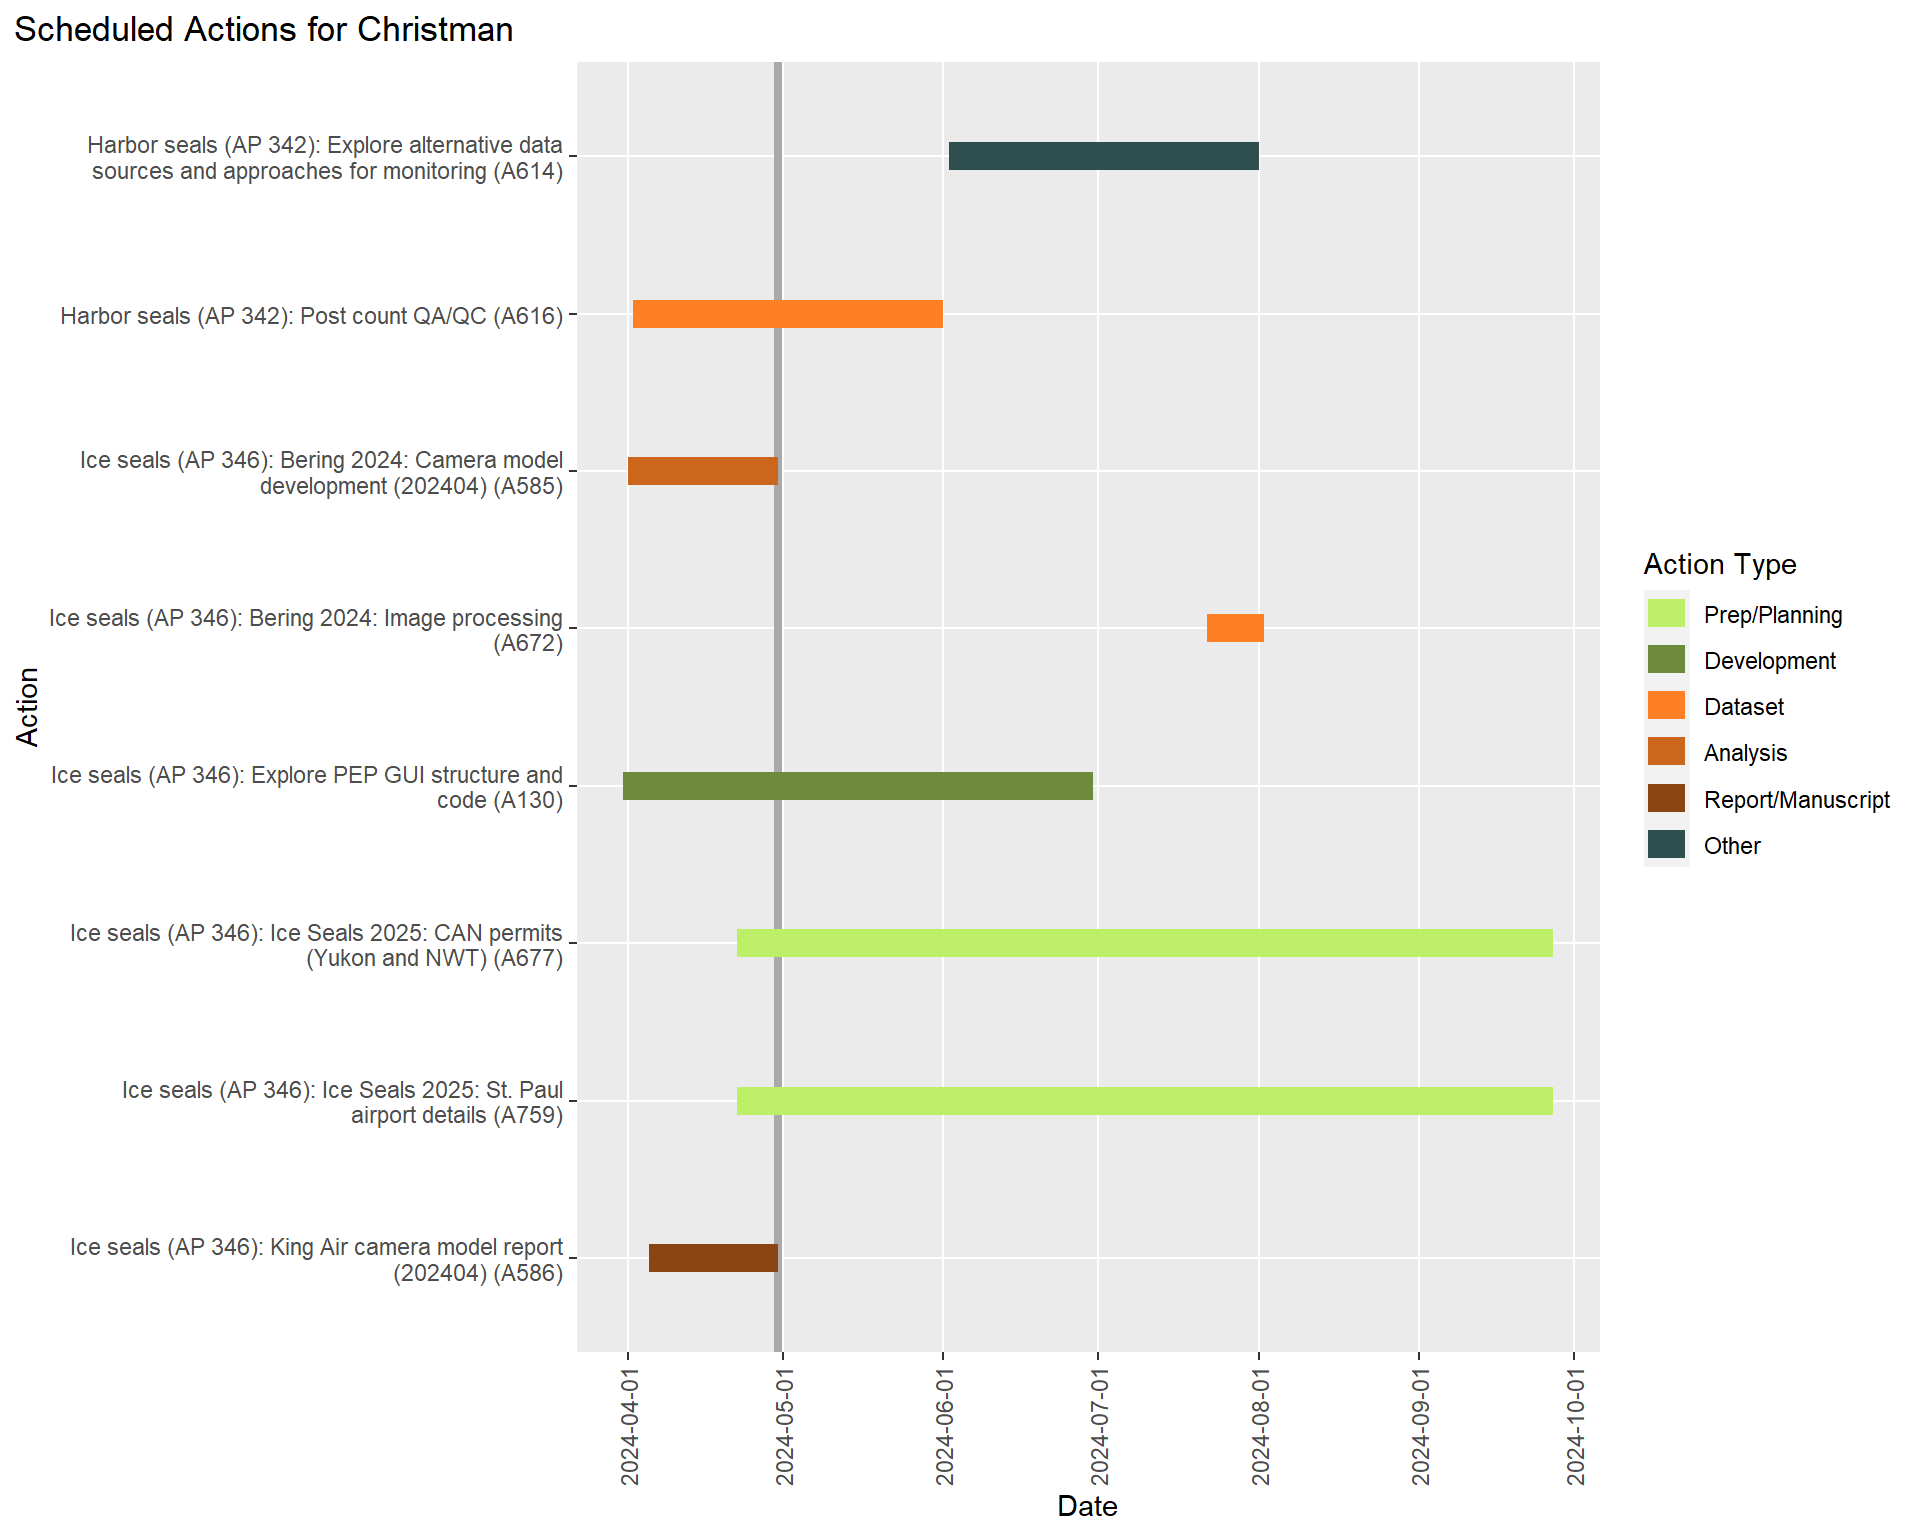 Scheduled Actions for Christman
Harbor seals (AP 342): Explore alternative data
sources and approaches for monitoring (A614)
Harbor seals (AP 342): Post count QA/QC (A616)
Ice seals (AP 346): Bering 2024: Camera model
development (202404) (A585)
Ice seals (AP 346): Bering 2024: Image processing
(A672)
Ice seals (AP 346): Explore PEP GUI structure and
code (A130)
Ice seals (AP 346): Ice Seals 2025: CAN permits
(Yukon and NWT) (A677)
Ice seals (AP 346): Ice Seals 2025: St. Paul
airport details (A759)
Ice seals (AP 346): King Air camera model report
(202404) (A586)
Action
2024-04-01
2024-05-01
2024-06-01
2024-07-01
2024-08-01
2024-09-01
2024-10-01
Date
Action Type
Prep/Planning
Development
Dataset
Analysis
Report/Manuscript
Other